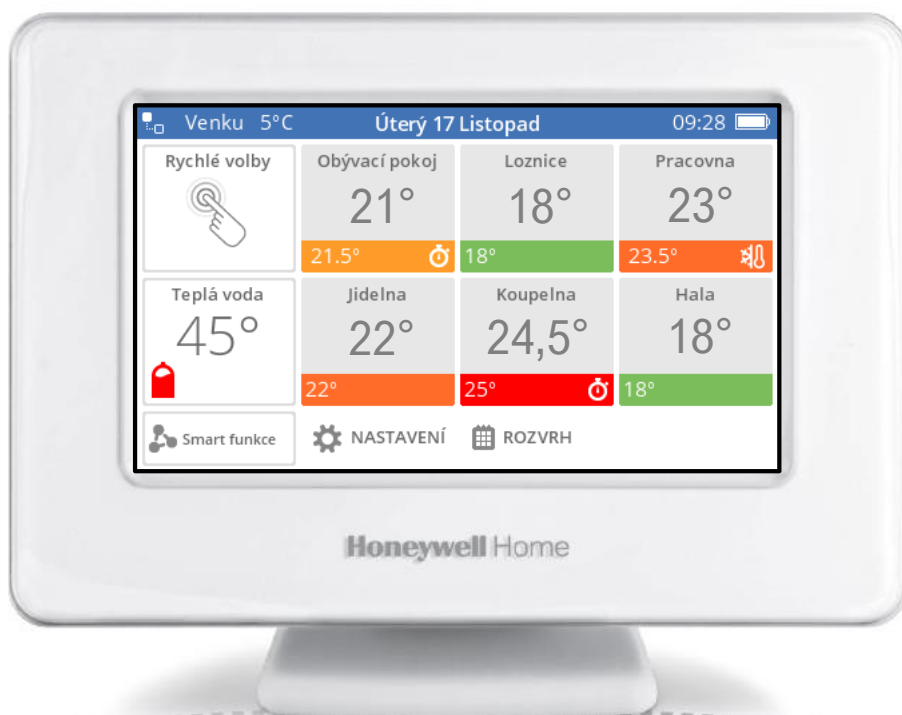 Venku 5°C Úterý 17 Listopad 09:28
Rychlé volby
Obývací pokoj
21°
21.5°
Loznice
18°
18°
Pracovna
23°
23.5°
Teplá voda
45°
Jidelna
22°
22°
Koupelna
24,5°
25°
Hala
18°
18°
Smart funkce NASTAVENÍ ROZVRH
Honeywell Home